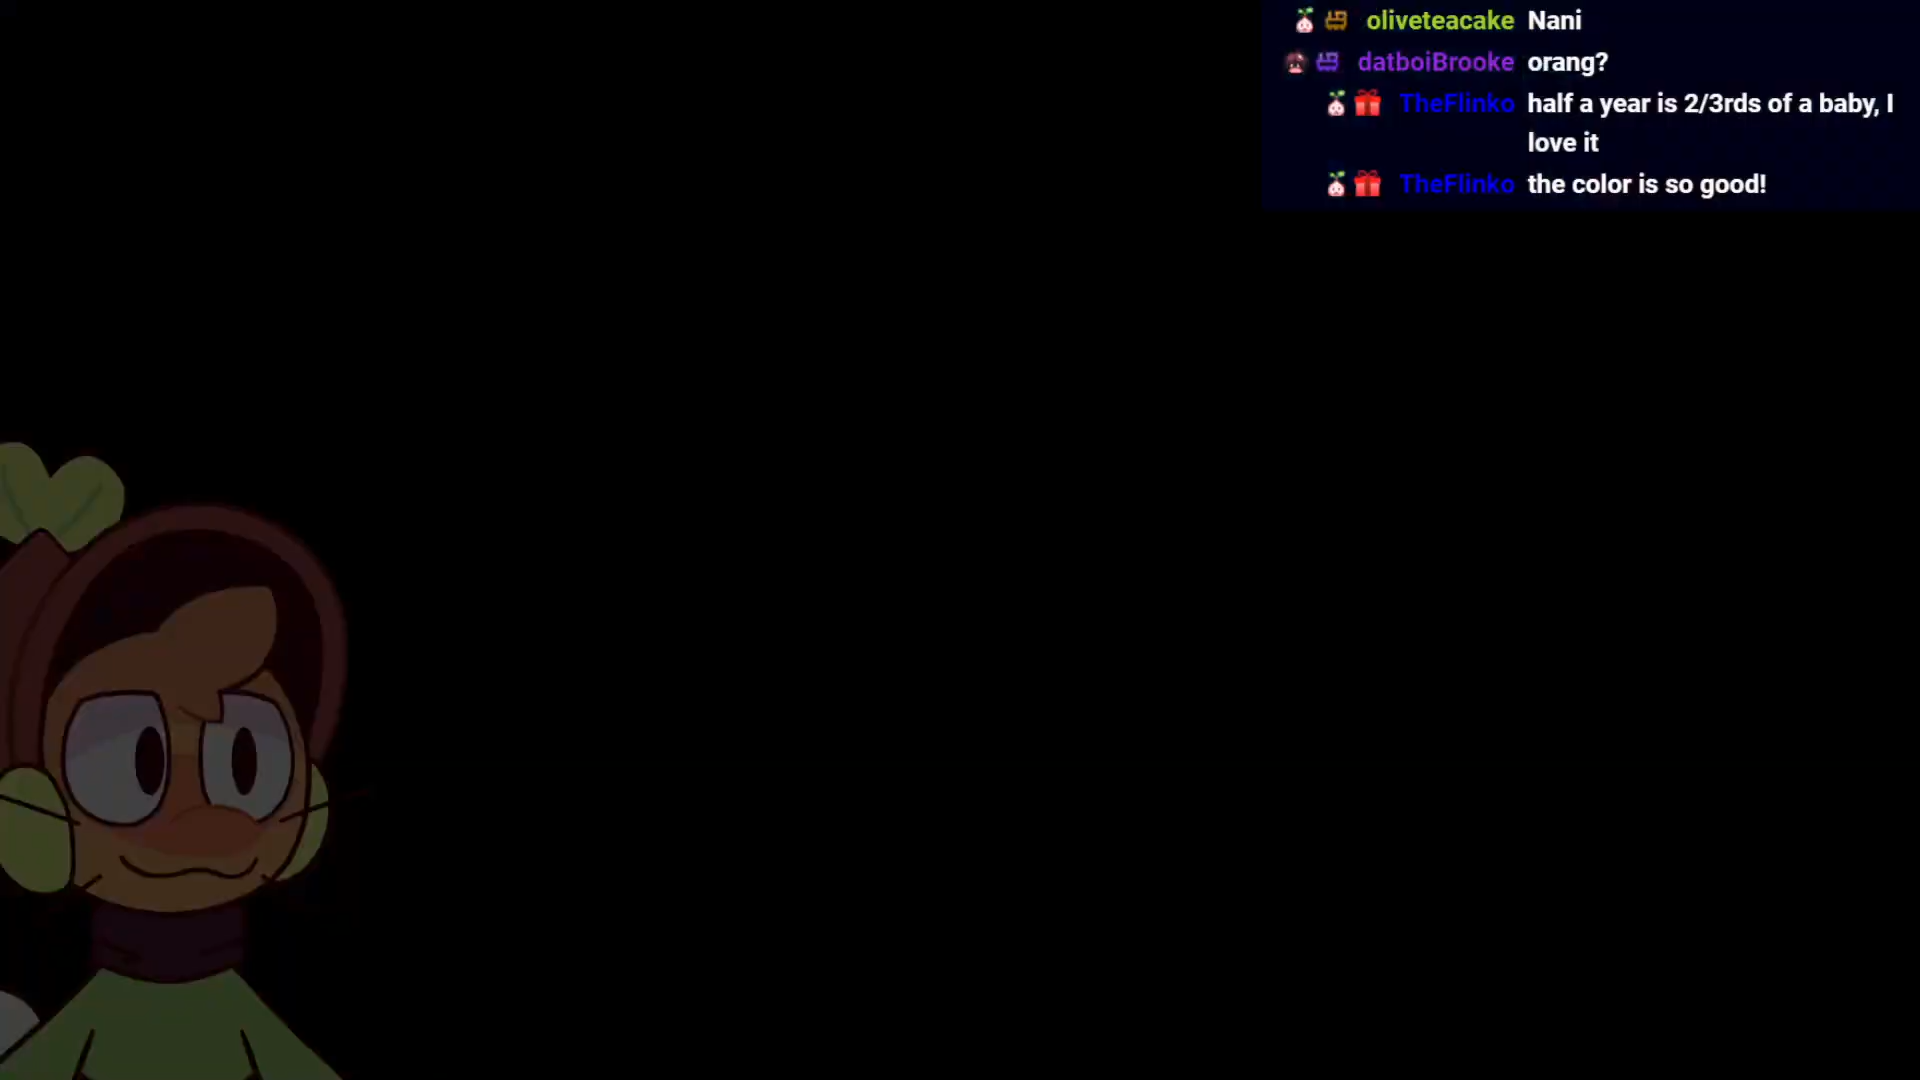 oliveteacake Nani
datboiBrooke orang?
TheFlinko half a year is 2/3rds of a baby, I
love it
TheFlinko the color is so good!